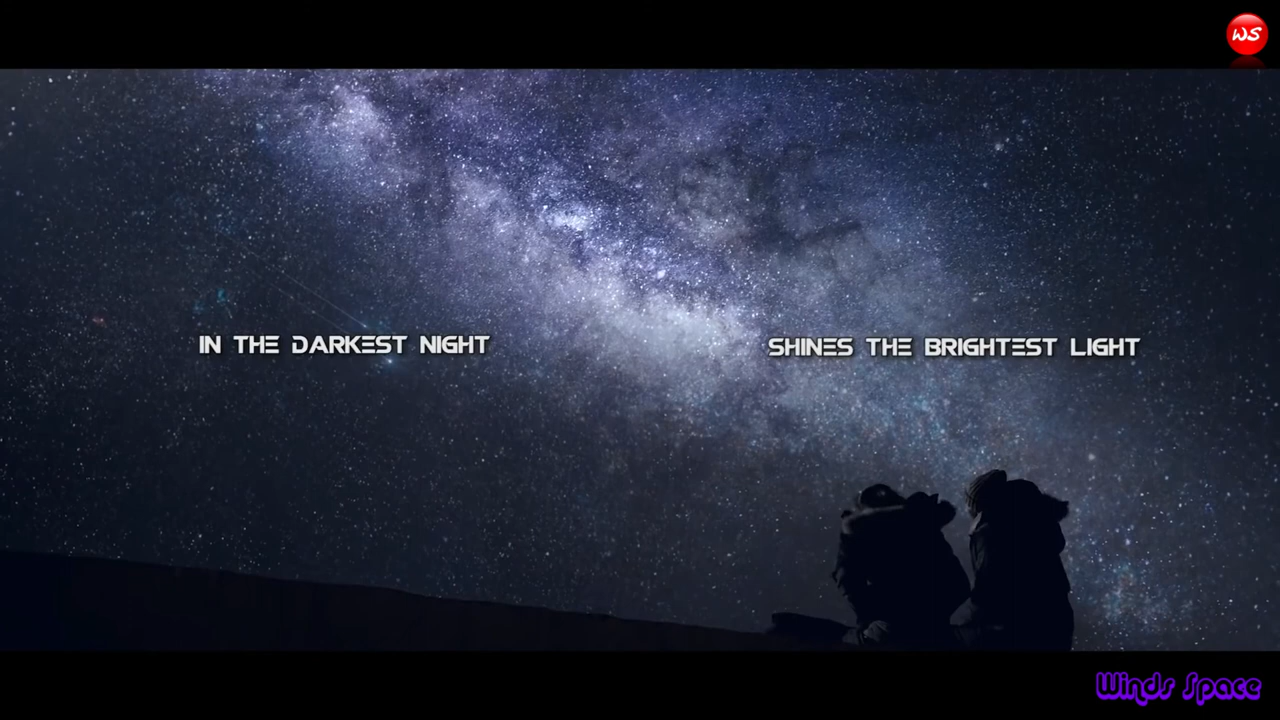 WS
IN THE DARKEST NIGHT SHINES THE BRIGHTEST LIGHT
Winds Space